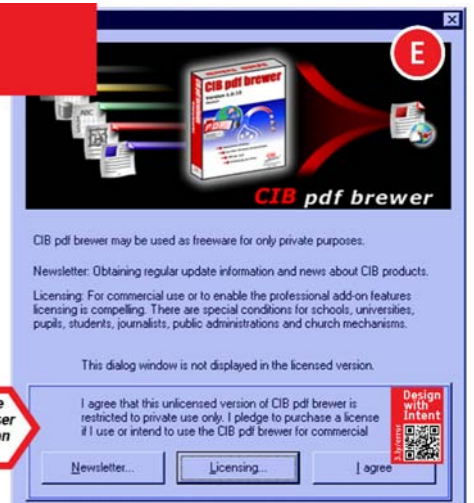 E
CIB pdf brewer
CIB pdf brewer
CIB pdf brewer may be used as freeware for only private purposes.
Newsletter: Obtaining regular update information and news about CIB products.
Licensing: For commercial use or to enable the professional add-on features
licensing is compelling. There are special conditions for schools, universities,
pupils, students, journalists, public administrations and church mechanisms.
This dialog window is not displayed in the licensed version.
I agree that this unlicensed version of CIB pdf brewer is
restricted to private use only. I pledge to purchase a license
if I use or intend to use the CIB pdf brewer for commercial
Design
with
Intent
Newsletter...
Licensing...
I agree